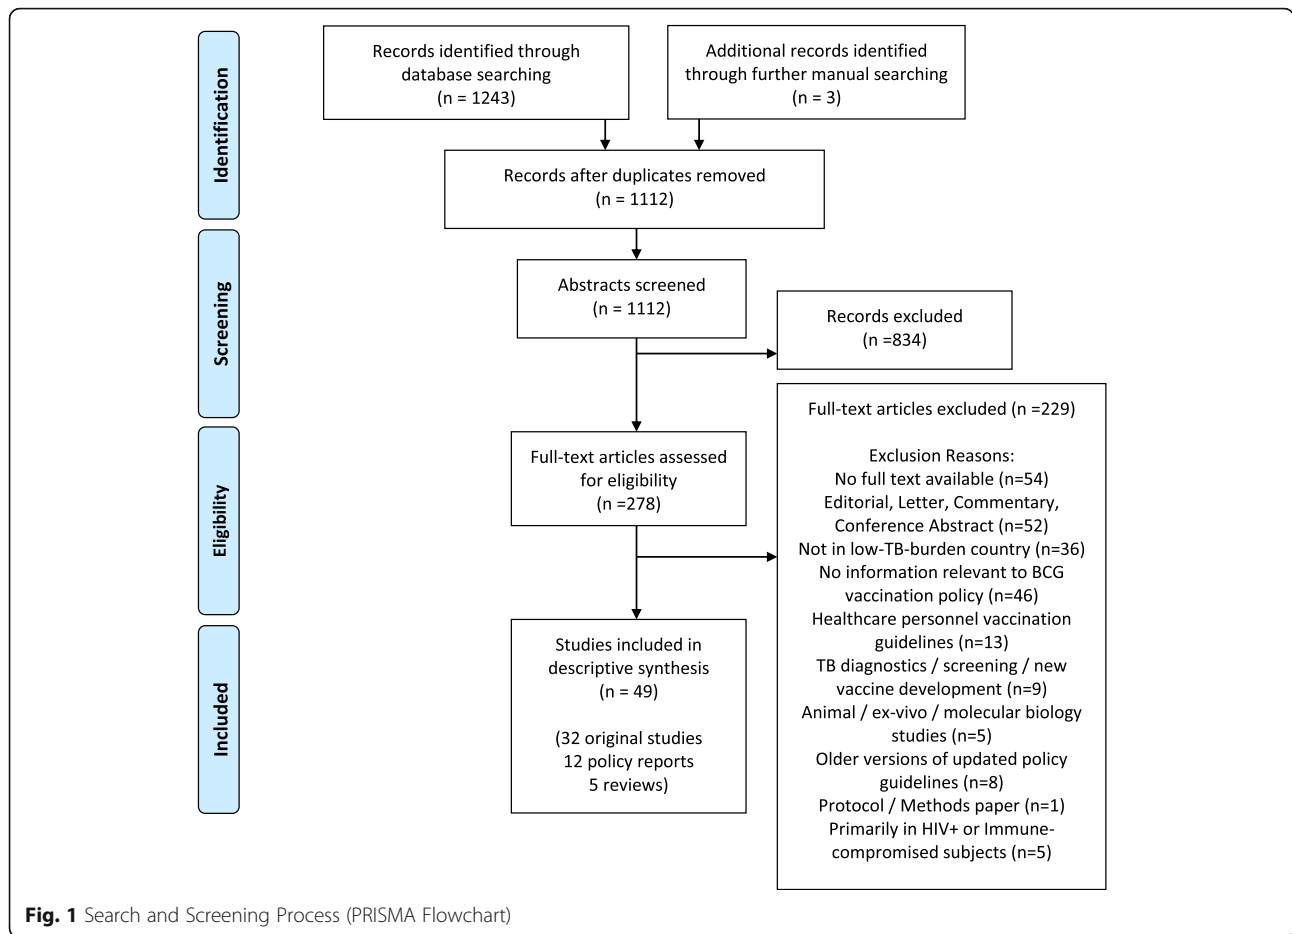 Identification
Records identified through
database searching
(n = 1243)
Additional records identified
through further manual searching
(n = 3)
Records after duplicates removed
(n = 1112)
Screening
Abstracts screened
(n = 1112)
Records excluded
(n =834)
Eligibility
Full-text articles assessed
for eligibility
(n =278)
Full-text articles excluded (n =229)
Exclusion Reasons:
No full text available (n=54)
Editorial, Letter, Commentary,
Conference Abstract (n=52)
Not in low-TB-burden country (n=36)
No information relevant to BCG
vaccination policy (n=46)
Healthcare personnel vaccination
guidelines (n=13)
TB diagnostics / screening / new
vaccine development (n=9)
Animal / ex-vivo / molecular biology
studies (n=5)
Older versions of updated policy
guidelines (n=8)
Protocol / Methods paper (n=1)
Primarily in HIV+ or Immune-
compromised subjects (n=5)
Included
Studies included in
descriptive synthesis
(n = 49)
(32 original studies
12 policy reports
5 reviews)
Fig. 1 Search and Screening Process (PRISMA Flowchart)